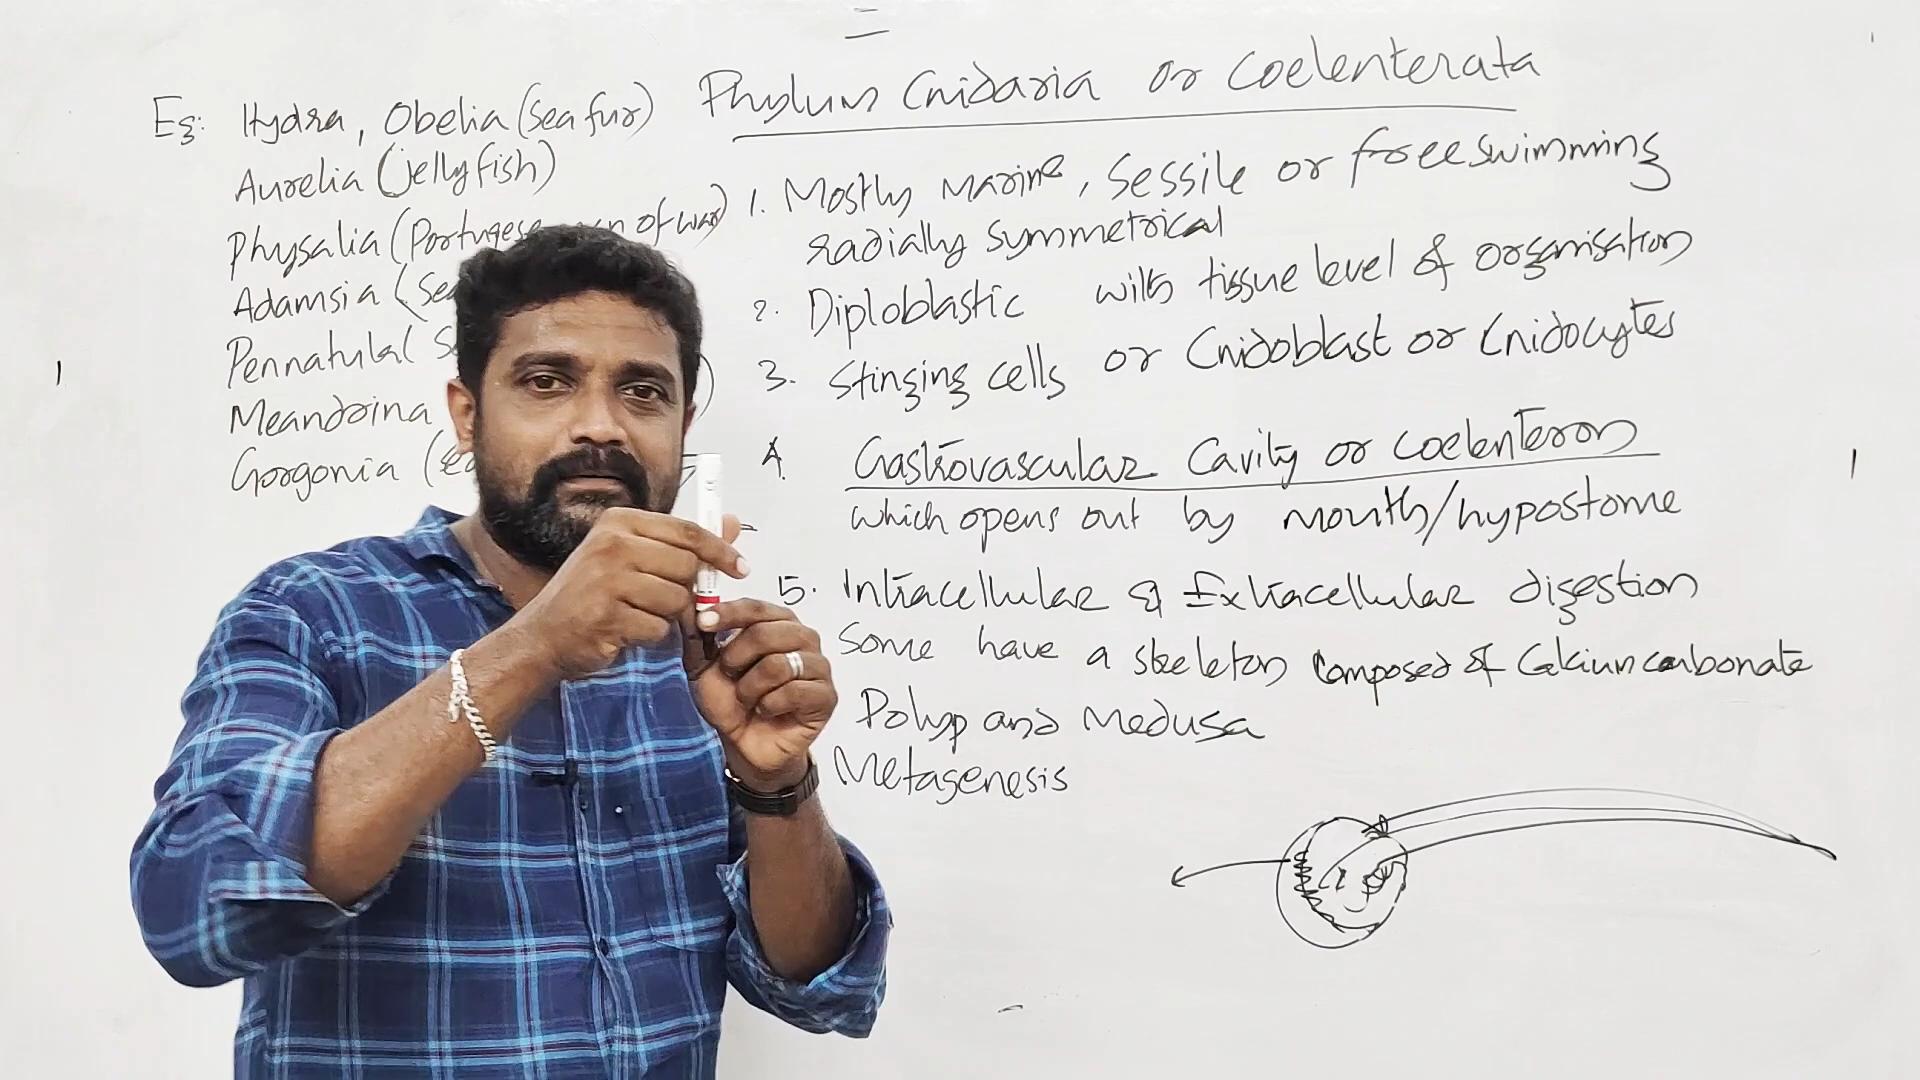 Phylum Cnidaria or Coelenterata
Eg: Hydra, Obelia (Sea fur)
Aurelia (Jelly fish)
Physalia (Portugese of war)
Adamsia (Sea
Pennatula (
Meandrina
Gorgonia (
1. Mostly marine, sessile or free swimming
radially symmetrical
2. Diploblastic with tissue level of organisation
3. Stinging cells or Cnidoblast or Cnidocytes
4. Gastrovascular Cavity or coelenteron
which opens out by mouth/hypostome
5. Intracellular & Extracellular digestion
Some have a skeleton composed of Calcium carbonate
Polyp and Medusa
Metagenesis